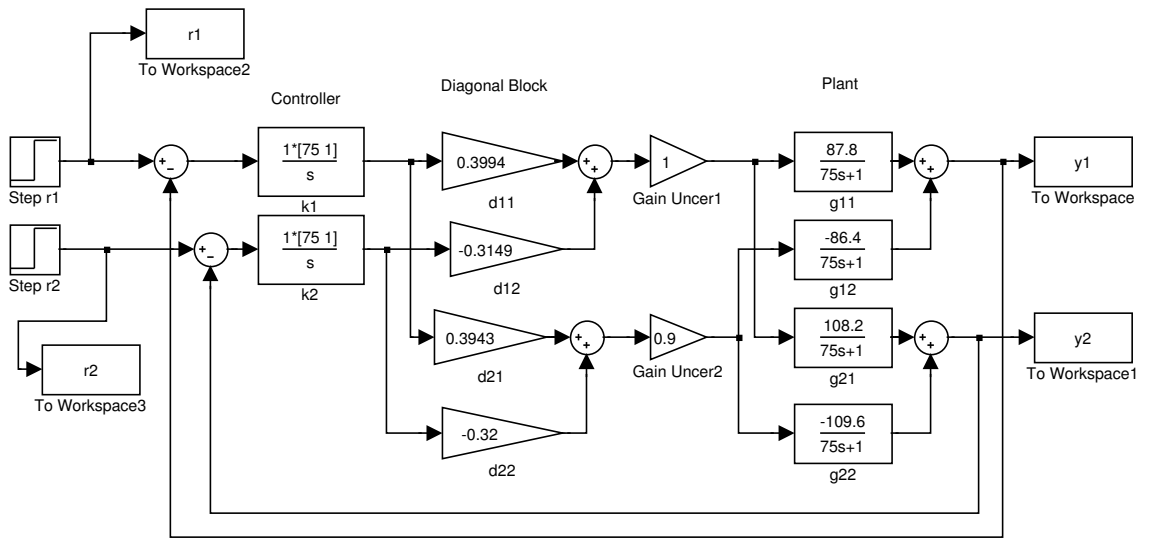 r1
To Workspace2
Controller
Diagonal Block
Plant
Step r1
+
−
1*[75 1]
s
k1
0.3994
d11
+
+
1
Gain Uncer1
87.8
75s+1
g11
+
+
y1
To Workspace
Step r2
+
−
1*[75 1]
s
k2
-0.3149
d12
-86.4
75s+1
g12
r2
To Workspace3
0.3943
d21
+
+
0.9
Gain Uncer2
108.2
75s+1
g21
+
+
y2
To Workspace1
-0.32
d22
-109.6
75s+1
g22